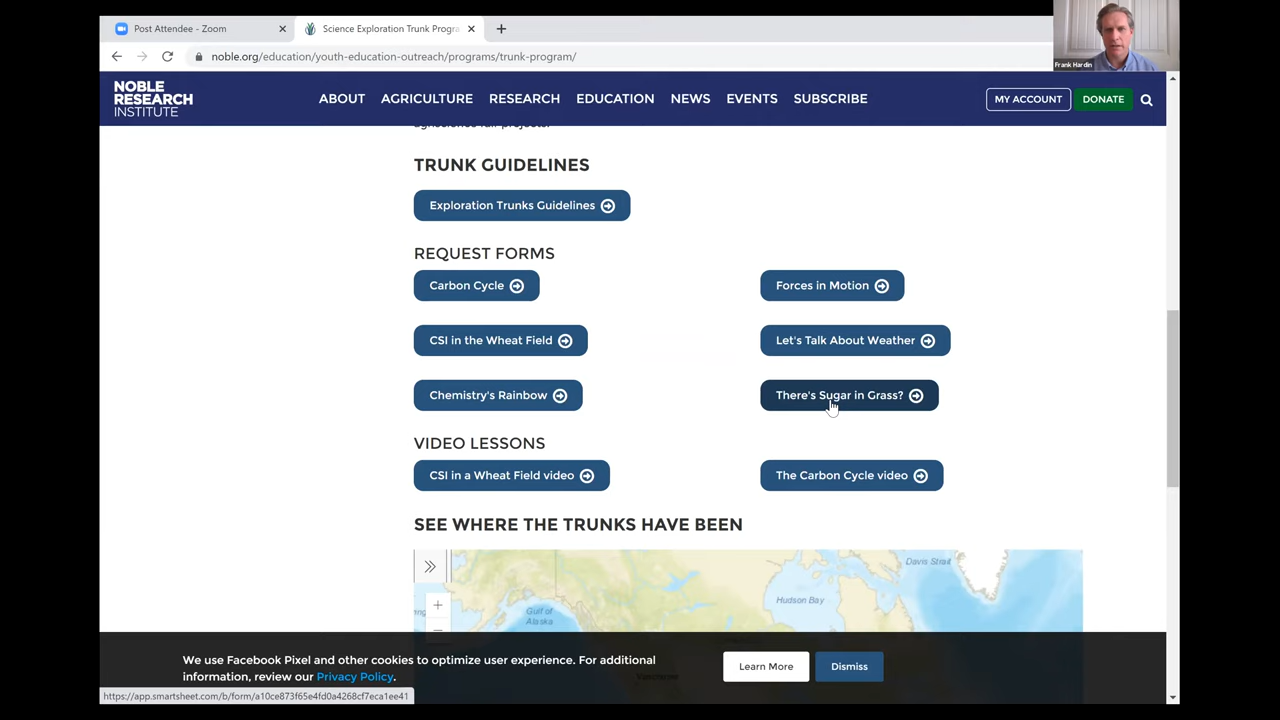 Post Attendee - Zoom
Science Exploration Trunk Progra
noble.org/education/youth-education-outreach/programs/trunk-program/
Frank Hardin
NOBLE
RESEARCH
INSTITUTE
ABOUT AGRICULTURE RESEARCH EDUCATION NEWS EVENTS SUBSCRIBE
MY ACCOUNT
DONATE
agriscience fair projects.
TRUNK GUIDELINES
Exploration Trunks Guidelines
REQUEST FORMS
Carbon Cycle
Forces in Motion
CSI in the Wheat Field
Let's Talk About Weather
Chemistry's Rainbow
There's Sugar in Grass?
VIDEO LESSONS
CSI in a Wheat Field video
The Carbon Cycle video
SEE WHERE THE TRUNKS HAVE BEEN
Davis Strait
Hudson Bay
Gulf of
Alaska
Vancouver
We use Facebook Pixel and other cookies to optimize user experience. For additional
information, review our Privacy Policy.
Learn More
Dismiss
https://app.smartsheet.com/b/form/a10ce873f65e4fd0a4268cf7eca1ee41